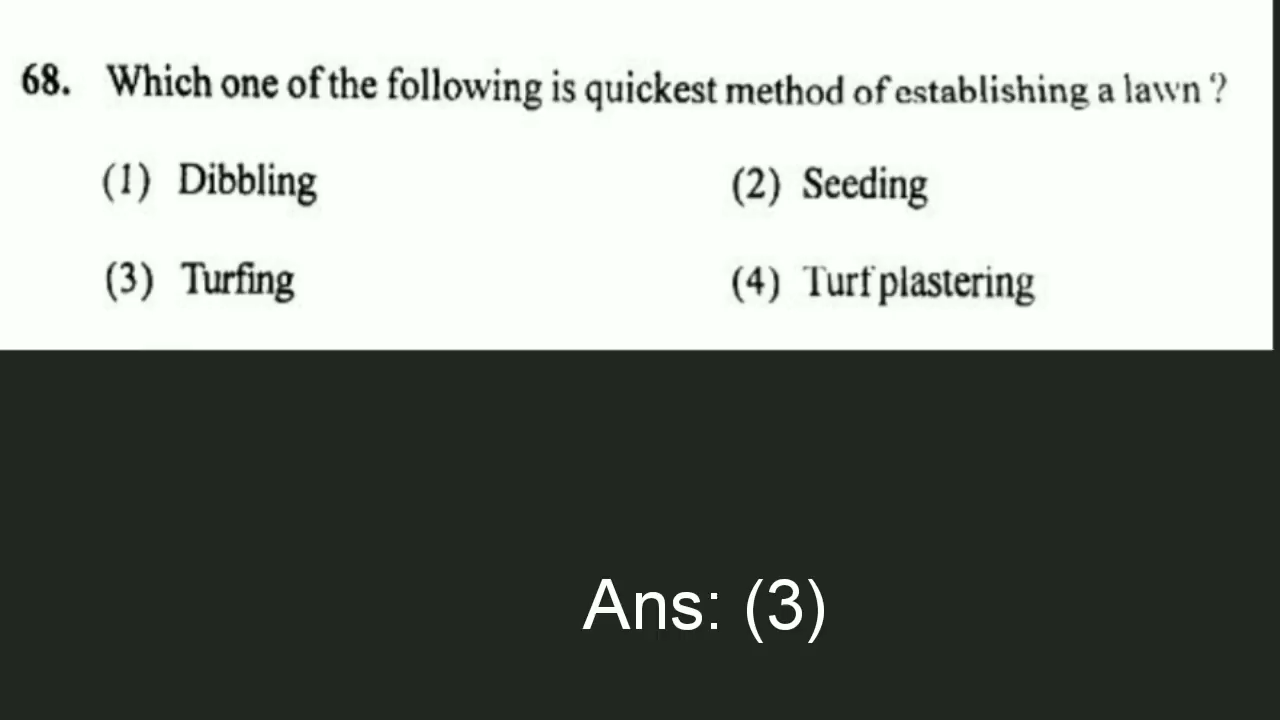 68. Which one of the following is quickest method of establishing a lawn ?
(1) Dibbling (2) Seeding
(3) Turfing (4) Turf plastering
Ans: (3)